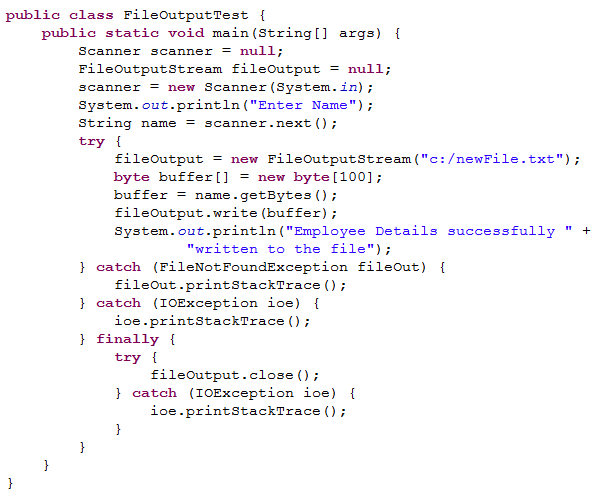 public class FileOutputTest {
    public static void main(String[] args) {
        Scanner scanner = null;
        FileOutputStream fileOutput = null;
        scanner = new Scanner(System.in);
        System.out.println("Enter Name");
        String name = scanner.next();
        try {
            fileOutput = new FileOutputStream("c:/newFile.txt");
            byte buffer[] = new byte[100];
            buffer = name.getBytes();
            fileOutput.write(buffer);
            System.out.println("Employee Details successfully " +
                    "written to the file");
        } catch (FileNotFoundException fileOut) {
            fileOut.printStackTrace();
        } catch (IOException ioe) {
            ioe.printStackTrace();
        } finally {
            try {
                fileOutput.close();
            } catch (IOException ioe) {
                ioe.printStackTrace();
            }
        }
    }
}